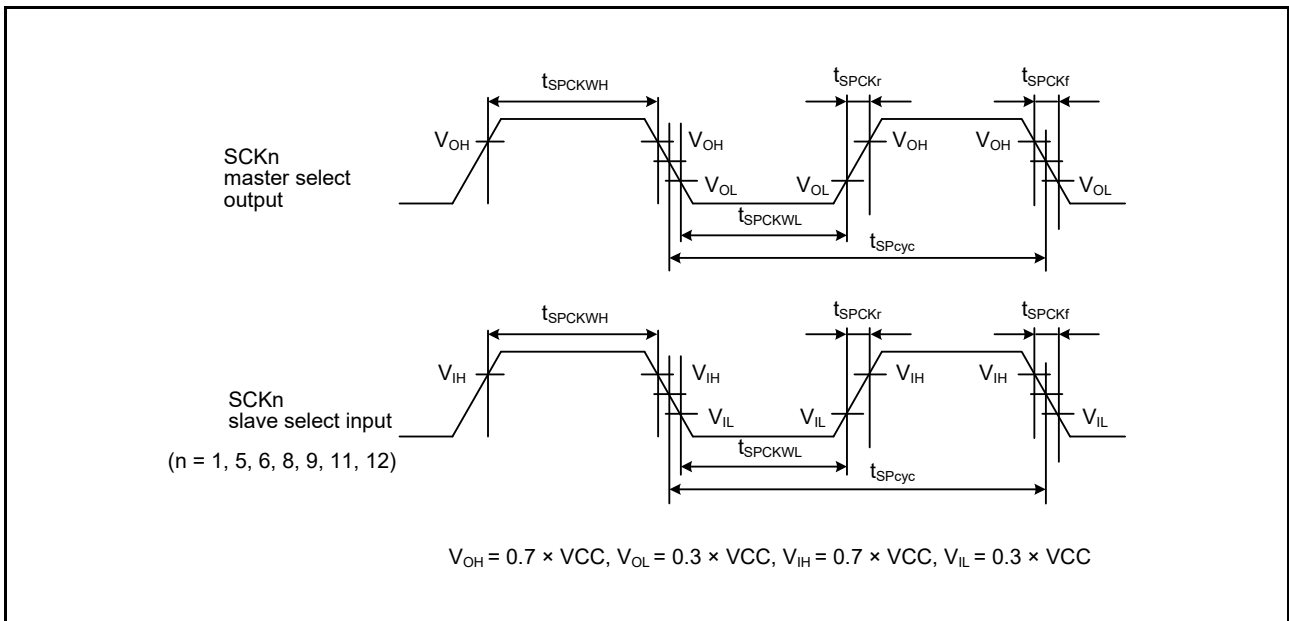 tSPCKWH
tSPCKr
tSPCKf
VOH
VOH
VOH
VOH
SCKn
master select
output
VOL
VOL
VOL
tSPCKWL
tSPcyc
tSPCKWH
tSPCKr
tSPCKf
VIH
VIH
VIH
VIH
SCKn
slave select input
(n = 1, 5, 6, 8, 9, 11, 12)
VIL
VIL
VIL
tSPCKWL
tSPcyc
VOH = 0.7 × VCC, VOL = 0.3 × VCC, VIH = 0.7 × VCC, VIL = 0.3 × VCC